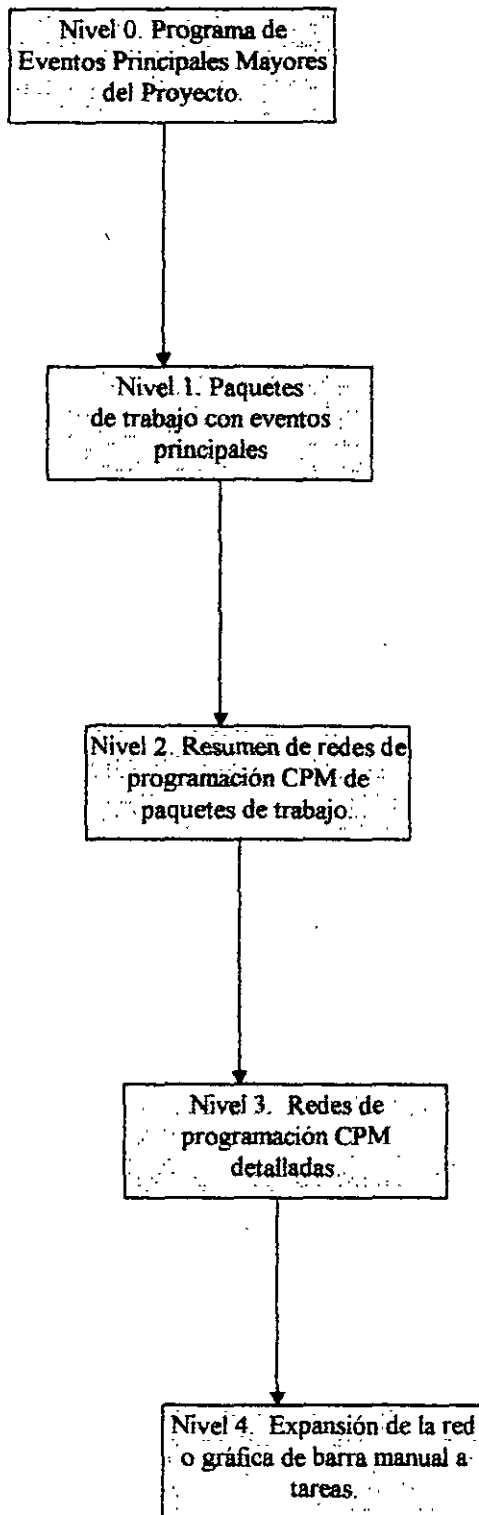 Nivel 0. Programa de
Eventos Principales Mayores
del Proyecto.
Nivel 1. Paquetes
de trabajo con eventos
principales
Nivel 2. Resumen de redes de
programación CPM de
paquetes de trabajo.
Nivel 3. Redes de
programación CPM
detalladas.
Nivel 4. Expansión de la red
o gráfica de barra manual a
tareas.